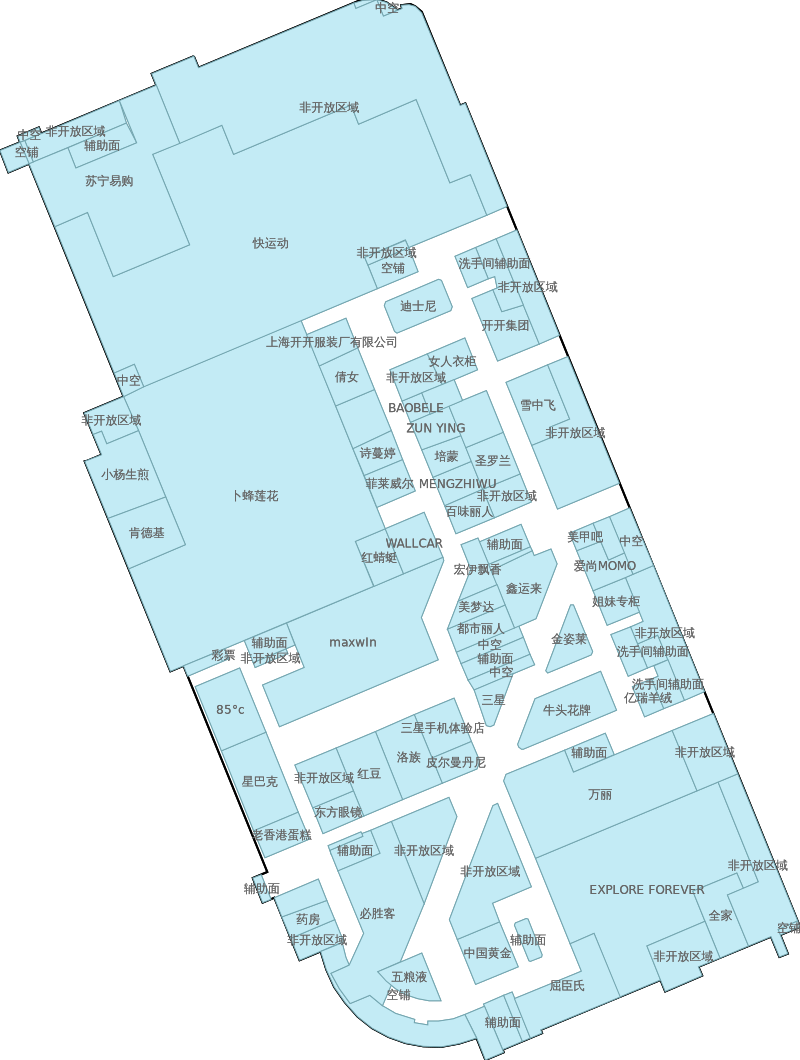 中空
非开放区域
中空
非开放区域
空铺
辅助面
苏宁易购
快运动
非开放区域
空铺
洗手间辅助面
非开放区域
迪士尼
开开集团
上海开开服装厂有限公司
女人衣柜
倩女
非开放区域
中空
BAOBELE
雪中飞
非开放区域
ZUN YING
非开放区域
小杨生煎
诗蔓婷
培蒙
圣罗兰
菲莱威尔
MENGZHIWU
卜蜂莲花
非开放区域
百味丽人
肯德基
WALLCAR
红蜻蜓
辅助面
美甲吧
中空
宏伊飘香
爱尚MOMO
鑫运来
美梦达
姐妹专柜
都市丽人
非开放区域
彩票
辅助面
非开放区域
maxwIn
中空
金姿莱
洗手间辅助面
辅助面
中空
洗手间辅助面
亿瑞羊绒
85°c
三星
牛头花牌
三星手机体验店
洛族
皮尔曼丹尼
辅助面
非开放区域
星巴克
非开放区域
红豆
万丽
东方眼镜
老香港蛋糕
辅助面
非开放区域
非开放区域
非开放区域
辅助面
EXPLORE FOREVER
药房
必胜客
全家
空铺
非开放区域
辅助面
中国黄金
非开放区域
五粮液
空铺
屈臣氏
辅助面